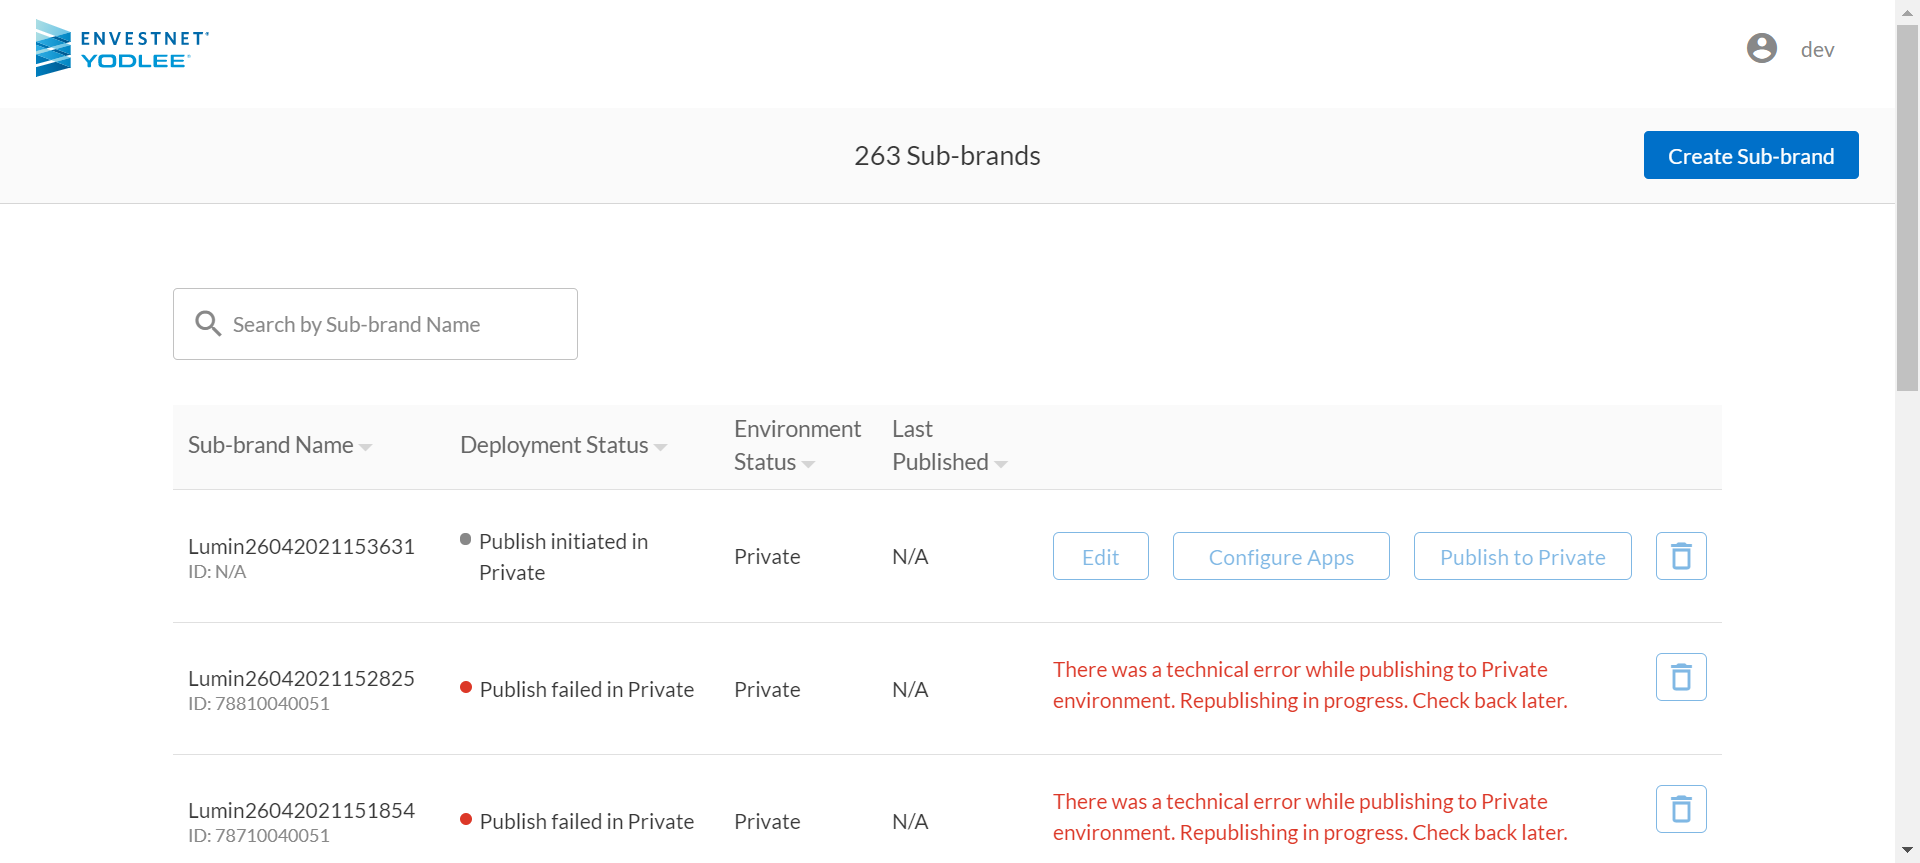 ENVESTNET®
YODLEE®
dev
263 Sub-brands
Create Sub-brand
Search by Sub-brand Name
Sub-brand Name
Deployment Status
Environment
Status
Last
Published
Lumin26042021153631
ID: N/A
Publish initiated in
Private
Private
N/A
Edit
Configure Apps
Publish to Private
Lumin26042021152825
ID: 78810040051
Publish failed in Private
Private
N/A
There was a technical error while publishing to Private
environment. Republishing in progress. Check back later.
Lumin26042021151854
ID: 78710040051
Publish failed in Private
Private
N/A
There was a technical error while publishing to Private
environment. Republishing in progress. Check back later.